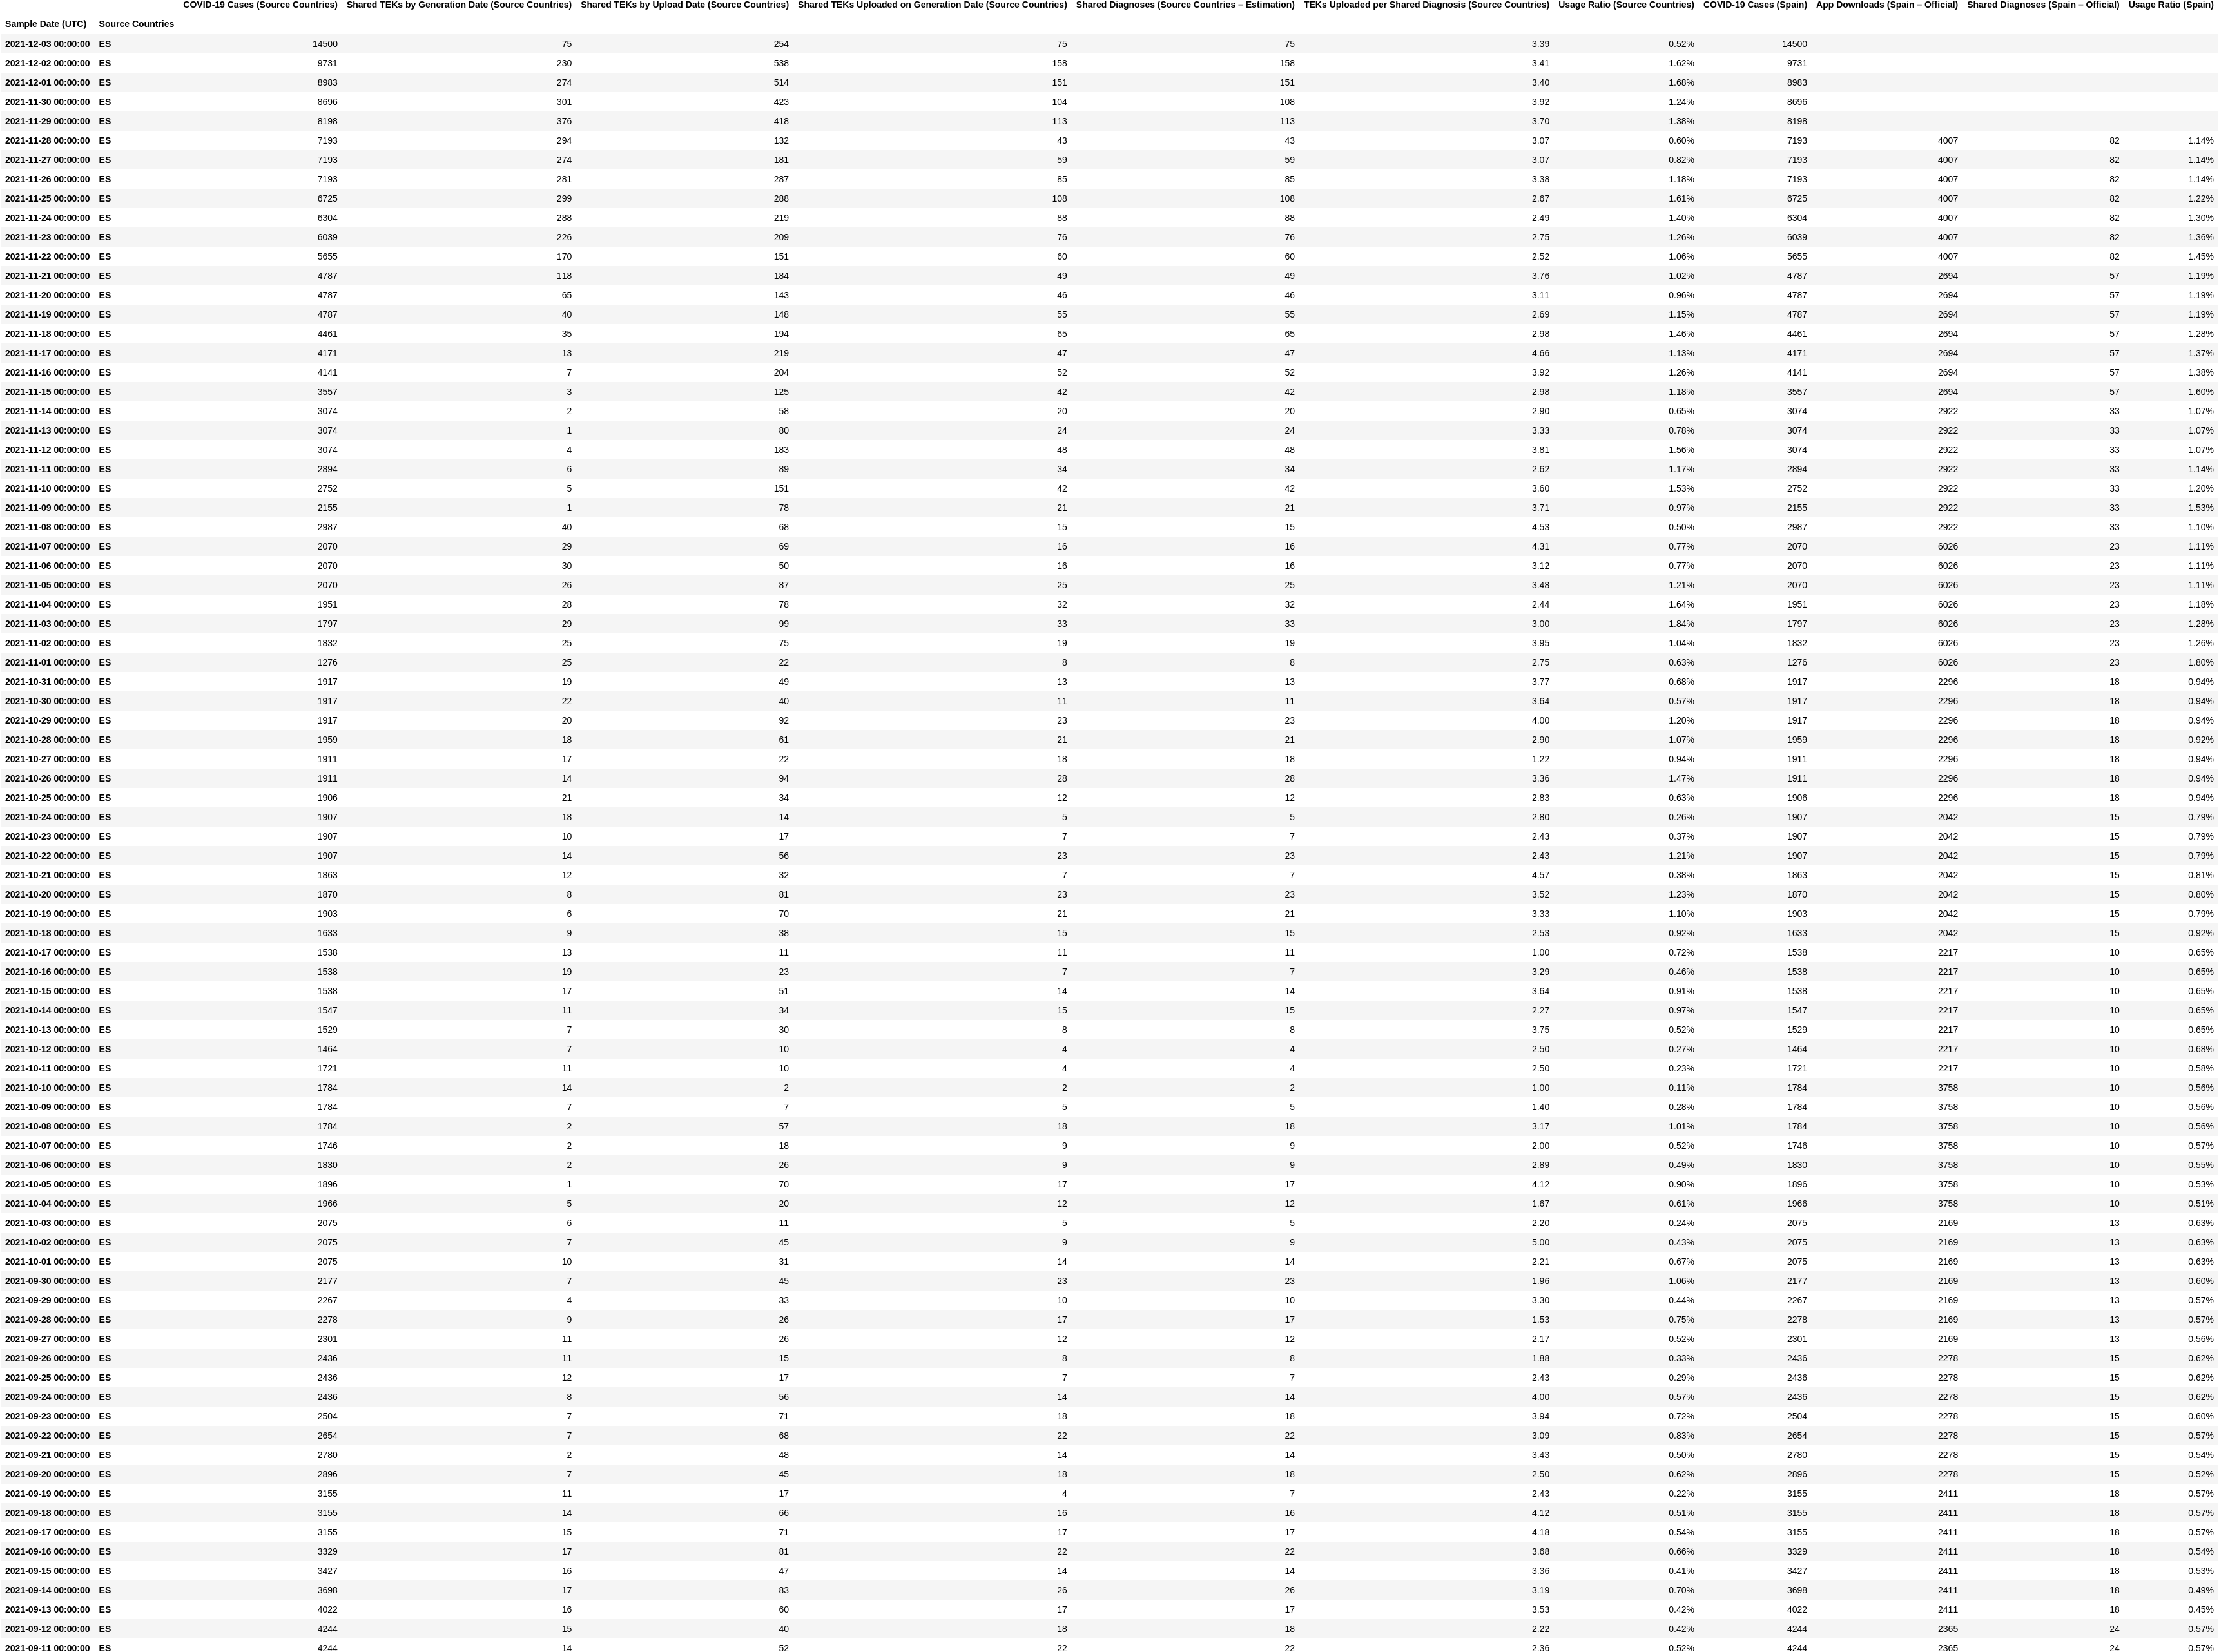 COVID-19 Cases (Source Countries) Shared TEKs by Generation Date (Source Countries) Shared TEKs by Upload Date (Source Countries) Shared TEKs Uploaded on Generation Date (Source Countries) Shared Diagnoses (Source Countries – Estimation) TEKs Uploaded per Shared Diagnosis (Source Countries) Usage Ratio (Source Countries) COVID-19 Cases (Spain) App Downloads (Spain – Official) Shared Diagnoses (Spain – Official) Usage Ratio (Spain)
Sample Date (UTC) Source Countries
2021-12-03 00:00:00 ES 14500 75 254 75 75 3.39 0.52% 14500
2021-12-02 00:00:00 ES 9731 230 538 158 158 3.41 1.62% 9731
2021-12-01 00:00:00 ES 8983 274 514 151 151 3.40 1.68% 8983
2021-11-30 00:00:00 ES 8696 301 423 104 108 3.92 1.24% 8696
2021-11-29 00:00:00 ES 8198 376 418 113 113 3.70 1.38% 8198
2021-11-28 00:00:00 ES 7193 294 132 43 43 3.07 0.60% 7193 4007 82 1.14%
2021-11-27 00:00:00 ES 7193 274 181 59 59 3.07 0.82% 7193 4007 82 1.14%
2021-11-26 00:00:00 ES 7193 281 287 85 85 3.38 1.18% 7193 4007 82 1.14%
2021-11-25 00:00:00 ES 6725 299 288 108 108 2.67 1.61% 6725 4007 82 1.22%
2021-11-24 00:00:00 ES 6304 288 219 88 88 2.49 1.40% 6304 4007 82 1.30%
2021-11-23 00:00:00 ES 6039 226 209 76 76 2.75 1.26% 6039 4007 82 1.36%
2021-11-22 00:00:00 ES 5655 170 151 60 60 2.52 1.06% 5655 4007 82 1.45%
2021-11-21 00:00:00 ES 4787 118 184 49 49 3.76 1.02% 4787 2694 57 1.19%
2021-11-20 00:00:00 ES 4787 65 143 46 46 3.11 0.96% 4787 2694 57 1.19%
2021-11-19 00:00:00 ES 4787 40 148 55 55 2.69 1.15% 4787 2694 57 1.19%
2021-11-18 00:00:00 ES 4461 35 194 65 65 2.98 1.46% 4461 2694 57 1.28%
2021-11-17 00:00:00 ES 4171 13 219 47 47 4.66 1.13% 4171 2694 57 1.37%
2021-11-16 00:00:00 ES 4141 7 204 52 52 3.92 1.26% 4141 2694 57 1.38%
2021-11-15 00:00:00 ES 3557 3 125 42 42 2.98 1.18% 3557 2694 57 1.60%
2021-11-14 00:00:00 ES 3074 2 58 20 20 2.90 0.65% 3074 2922 33 1.07%
2021-11-13 00:00:00 ES 3074 1 80 24 24 3.33 0.78% 3074 2922 33 1.07%
2021-11-12 00:00:00 ES 3074 4 183 48 48 3.81 1.56% 3074 2922 33 1.07%
2021-11-11 00:00:00 ES 2894 6 89 34 34 2.62 1.17% 2894 2922 33 1.14%
2021-11-10 00:00:00 ES 2752 5 151 42 42 3.60 1.53% 2752 2922 33 1.20%
2021-11-09 00:00:00 ES 2155 1 78 21 21 3.71 0.97% 2155 2922 33 1.53%
2021-11-08 00:00:00 ES 2987 40 68 15 15 4.53 0.50% 2987 2922 33 1.10%
2021-11-07 00:00:00 ES 2070 29 69 16 16 4.31 0.77% 2070 6026 23 1.11%
2021-11-06 00:00:00 ES 2070 30 50 16 16 3.12 0.77% 2070 6026 23 1.11%
2021-11-05 00:00:00 ES 2070 26 87 25 25 3.48 1.21% 2070 6026 23 1.11%
2021-11-04 00:00:00 ES 1951 28 78 32 32 2.44 1.64% 1951 6026 23 1.18%
2021-11-03 00:00:00 ES 1797 29 99 33 33 3.00 1.84% 1797 6026 23 1.28%
2021-11-02 00:00:00 ES 1832 25 75 19 19 3.95 1.04% 1832 6026 23 1.26%
2021-11-01 00:00:00 ES 1276 25 22 8 8 2.75 0.63% 1276 6026 23 1.80%
2021-10-31 00:00:00 ES 1917 19 49 13 13 3.77 0.68% 1917 2296 18 0.94%
2021-10-30 00:00:00 ES 1917 22 40 11 11 3.64 0.57% 1917 2296 18 0.94%
2021-10-29 00:00:00 ES 1917 20 92 23 23 4.00 1.20% 1917 2296 18 0.94%
2021-10-28 00:00:00 ES 1959 18 61 21 21 2.90 1.07% 1959 2296 18 0.92%
2021-10-27 00:00:00 ES 1911 17 22 18 18 1.22 0.94% 1911 2296 18 0.94%
2021-10-26 00:00:00 ES 1911 14 94 28 28 3.36 1.47% 1911 2296 18 0.94%
2021-10-25 00:00:00 ES 1906 21 34 12 12 2.83 0.63% 1906 2296 18 0.94%
2021-10-24 00:00:00 ES 1907 18 14 5 5 2.80 0.26% 1907 2042 15 0.79%
2021-10-23 00:00:00 ES 1907 10 17 7 7 2.43 0.37% 1907 2042 15 0.79%
2021-10-22 00:00:00 ES 1907 14 56 23 23 2.43 1.21% 1907 2042 15 0.79%
2021-10-21 00:00:00 ES 1863 12 32 7 7 4.57 0.38% 1863 2042 15 0.81%
2021-10-20 00:00:00 ES 1870 8 81 23 23 3.52 1.23% 1870 2042 15 0.80%
2021-10-19 00:00:00 ES 1903 6 70 21 21 3.33 1.10% 1903 2042 15 0.79%
2021-10-18 00:00:00 ES 1633 9 38 15 15 2.53 0.92% 1633 2042 15 0.92%
2021-10-17 00:00:00 ES 1538 13 11 11 11 1.00 0.72% 1538 2217 10 0.65%
2021-10-16 00:00:00 ES 1538 19 23 7 7 3.29 0.46% 1538 2217 10 0.65%
2021-10-15 00:00:00 ES 1538 17 51 14 14 3.64 0.91% 1538 2217 10 0.65%
2021-10-14 00:00:00 ES 1547 11 34 15 15 2.27 0.97% 1547 2217 10 0.65%
2021-10-13 00:00:00 ES 1529 7 30 8 8 3.75 0.52% 1529 2217 10 0.65%
2021-10-12 00:00:00 ES 1464 7 10 4 4 2.50 0.27% 1464 2217 10 0.68%
2021-10-11 00:00:00 ES 1721 11 10 4 4 2.50 0.23% 1721 2217 10 0.58%
2021-10-10 00:00:00 ES 1784 14 2 2 2 1.00 0.11% 1784 3758 10 0.56%
2021-10-09 00:00:00 ES 1784 7 7 5 5 1.40 0.28% 1784 3758 10 0.56%
2021-10-08 00:00:00 ES 1784 2 57 18 18 3.17 1.01% 1784 3758 10 0.56%
2021-10-07 00:00:00 ES 1746 2 18 9 9 2.00 0.52% 1746 3758 10 0.57%
2021-10-06 00:00:00 ES 1830 2 26 9 9 2.89 0.49% 1830 3758 10 0.55%
2021-10-05 00:00:00 ES 1896 1 70 17 17 4.12 0.90% 1896 3758 10 0.53%
2021-10-04 00:00:00 ES 1966 5 20 12 12 1.67 0.61% 1966 3758 10 0.51%
2021-10-03 00:00:00 ES 2075 6 11 5 5 2.20 0.24% 2075 2169 13 0.63%
2021-10-02 00:00:00 ES 2075 7 45 9 9 5.00 0.43% 2075 2169 13 0.63%
2021-10-01 00:00:00 ES 2075 10 31 14 14 2.21 0.67% 2075 2169 13 0.63%
2021-09-30 00:00:00 ES 2177 7 45 23 23 1.96 1.06% 2177 2169 13 0.60%
2021-09-29 00:00:00 ES 2267 4 33 10 10 3.30 0.44% 2267 2169 13 0.57%
2021-09-28 00:00:00 ES 2278 9 26 17 17 1.53 0.75% 2278 2169 13 0.57%
2021-09-27 00:00:00 ES 2301 11 26 12 12 2.17 0.52% 2301 2169 13 0.56%
2021-09-26 00:00:00 ES 2436 11 15 8 8 1.88 0.33% 2436 2278 15 0.62%
2021-09-25 00:00:00 ES 2436 12 17 7 7 2.43 0.29% 2436 2278 15 0.62%
2021-09-24 00:00:00 ES 2436 8 56 14 14 4.00 0.57% 2436 2278 15 0.62%
2021-09-23 00:00:00 ES 2504 7 71 18 18 3.94 0.72% 2504 2278 15 0.60%
2021-09-22 00:00:00 ES 2654 7 68 22 22 3.09 0.83% 2654 2278 15 0.57%
2021-09-21 00:00:00 ES 2780 2 48 14 14 3.43 0.50% 2780 2278 15 0.54%
2021-09-20 00:00:00 ES 2896 7 45 18 18 2.50 0.62% 2896 2278 15 0.52%
2021-09-19 00:00:00 ES 3155 11 17 4 7 2.43 0.22% 3155 2411 18 0.57%
2021-09-18 00:00:00 ES 3155 14 66 16 16 4.12 0.51% 3155 2411 18 0.57%
2021-09-17 00:00:00 ES 3155 15 71 17 17 4.18 0.54% 3155 2411 18 0.57%
2021-09-16 00:00:00 ES 3329 17 81 22 22 3.68 0.66% 3329 2411 18 0.54%
2021-09-15 00:00:00 ES 3427 16 47 14 14 3.36 0.41% 3427 2411 18 0.53%
2021-09-14 00:00:00 ES 3698 17 83 26 26 3.19 0.70% 3698 2411 18 0.49%
2021-09-13 00:00:00 ES 4022 16 60 17 17 3.53 0.42% 4022 2411 18 0.45%
2021-09-12 00:00:00 ES 4244 15 40 18 18 2.22 0.42% 4244 2365 24 0.57%
2021-09-11 00:00:00 ES 4244 14 52 22 22 2.36 0.52% 4244 2365 24 0.57%